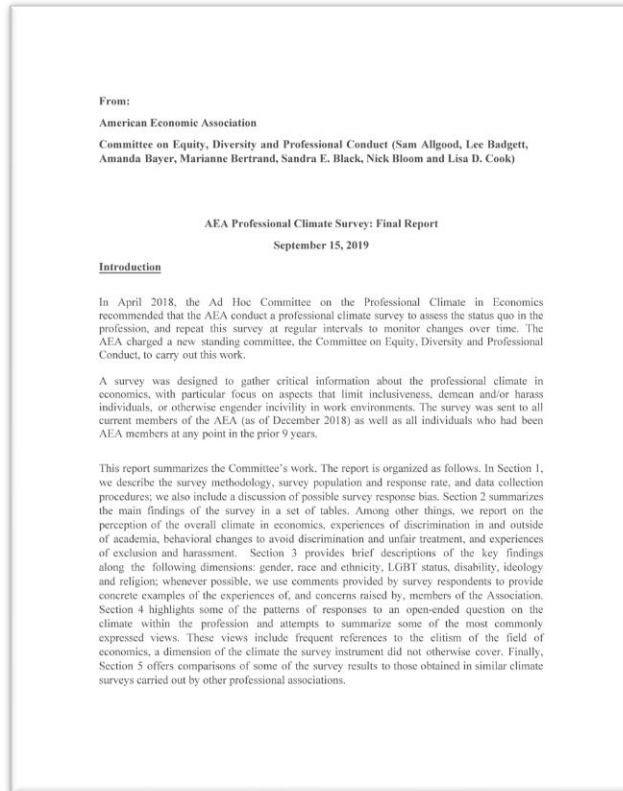 From:
American Economic Association
Committee on Equity, Diversity and Professional Conduct (Sam Allgood, Lee Badgett,
Amanda Bayer, Marianne Bertrand, Sandra E. Black, Nick Bloom and Lisa D. Cook)
AEA Professional Climate Survey: Final Report
September 15, 2019
Introduction
In April 2018, the Ad Hoc Committee on the Professional Climate in Economics
recommended that the AEA conduct a professional climate survey to assess the status quo in the
profession, and repeat this survey at regular intervals to monitor changes over time. The
AEA charged a new standing committee, the Committee on Equity, Diversity and Professional
Conduct, to carry out this work.
A survey was designed to gather critical information about the professional climate in
economics, with particular focus on aspects that limit inclusiveness, demean and/or harass
individuals, or otherwise engender incivility in work environments. The survey was sent to all
current members of the AEA (as of December 2018) as well as all individuals who had been
AEA members at any point in the prior 9 years.
This report summarizes the Committee's work. The report is organized as follows. In Section 1,
we describe the survey methodology, survey population and response rate, and data collection
procedures; we also include a discussion of possible survey response bias. Section 2 summarizes
the main findings of the survey in a set of tables. Among other things, we report on the
perception of the overall climate in economics, experiences of discrimination in and outside
of academia, behavioral changes to avoid discrimination and unfair treatment, and experiences
of exclusion and harassment. Section 3 provides brief descriptions of the key findings
along the following dimensions: gender, race and ethnicity, LGBT status, disability, ideology
and religion; whenever possible, we use comments provided by survey respondents to provide
concrete examples of the experiences of, and concerns raised by, members of the Association.
Section 4 highlights some of the patterns of responses to an open-ended question on the
climate within the profession and attempts to summarize some of the most commonly
expressed views. These views include frequent references to the elitism of the field of
economics, a dimension of the climate the survey instrument did not otherwise cover. Finally,
Section 5 offers comparisons of some of the survey results to those obtained in similar climate
surveys carried out by other professional associations.